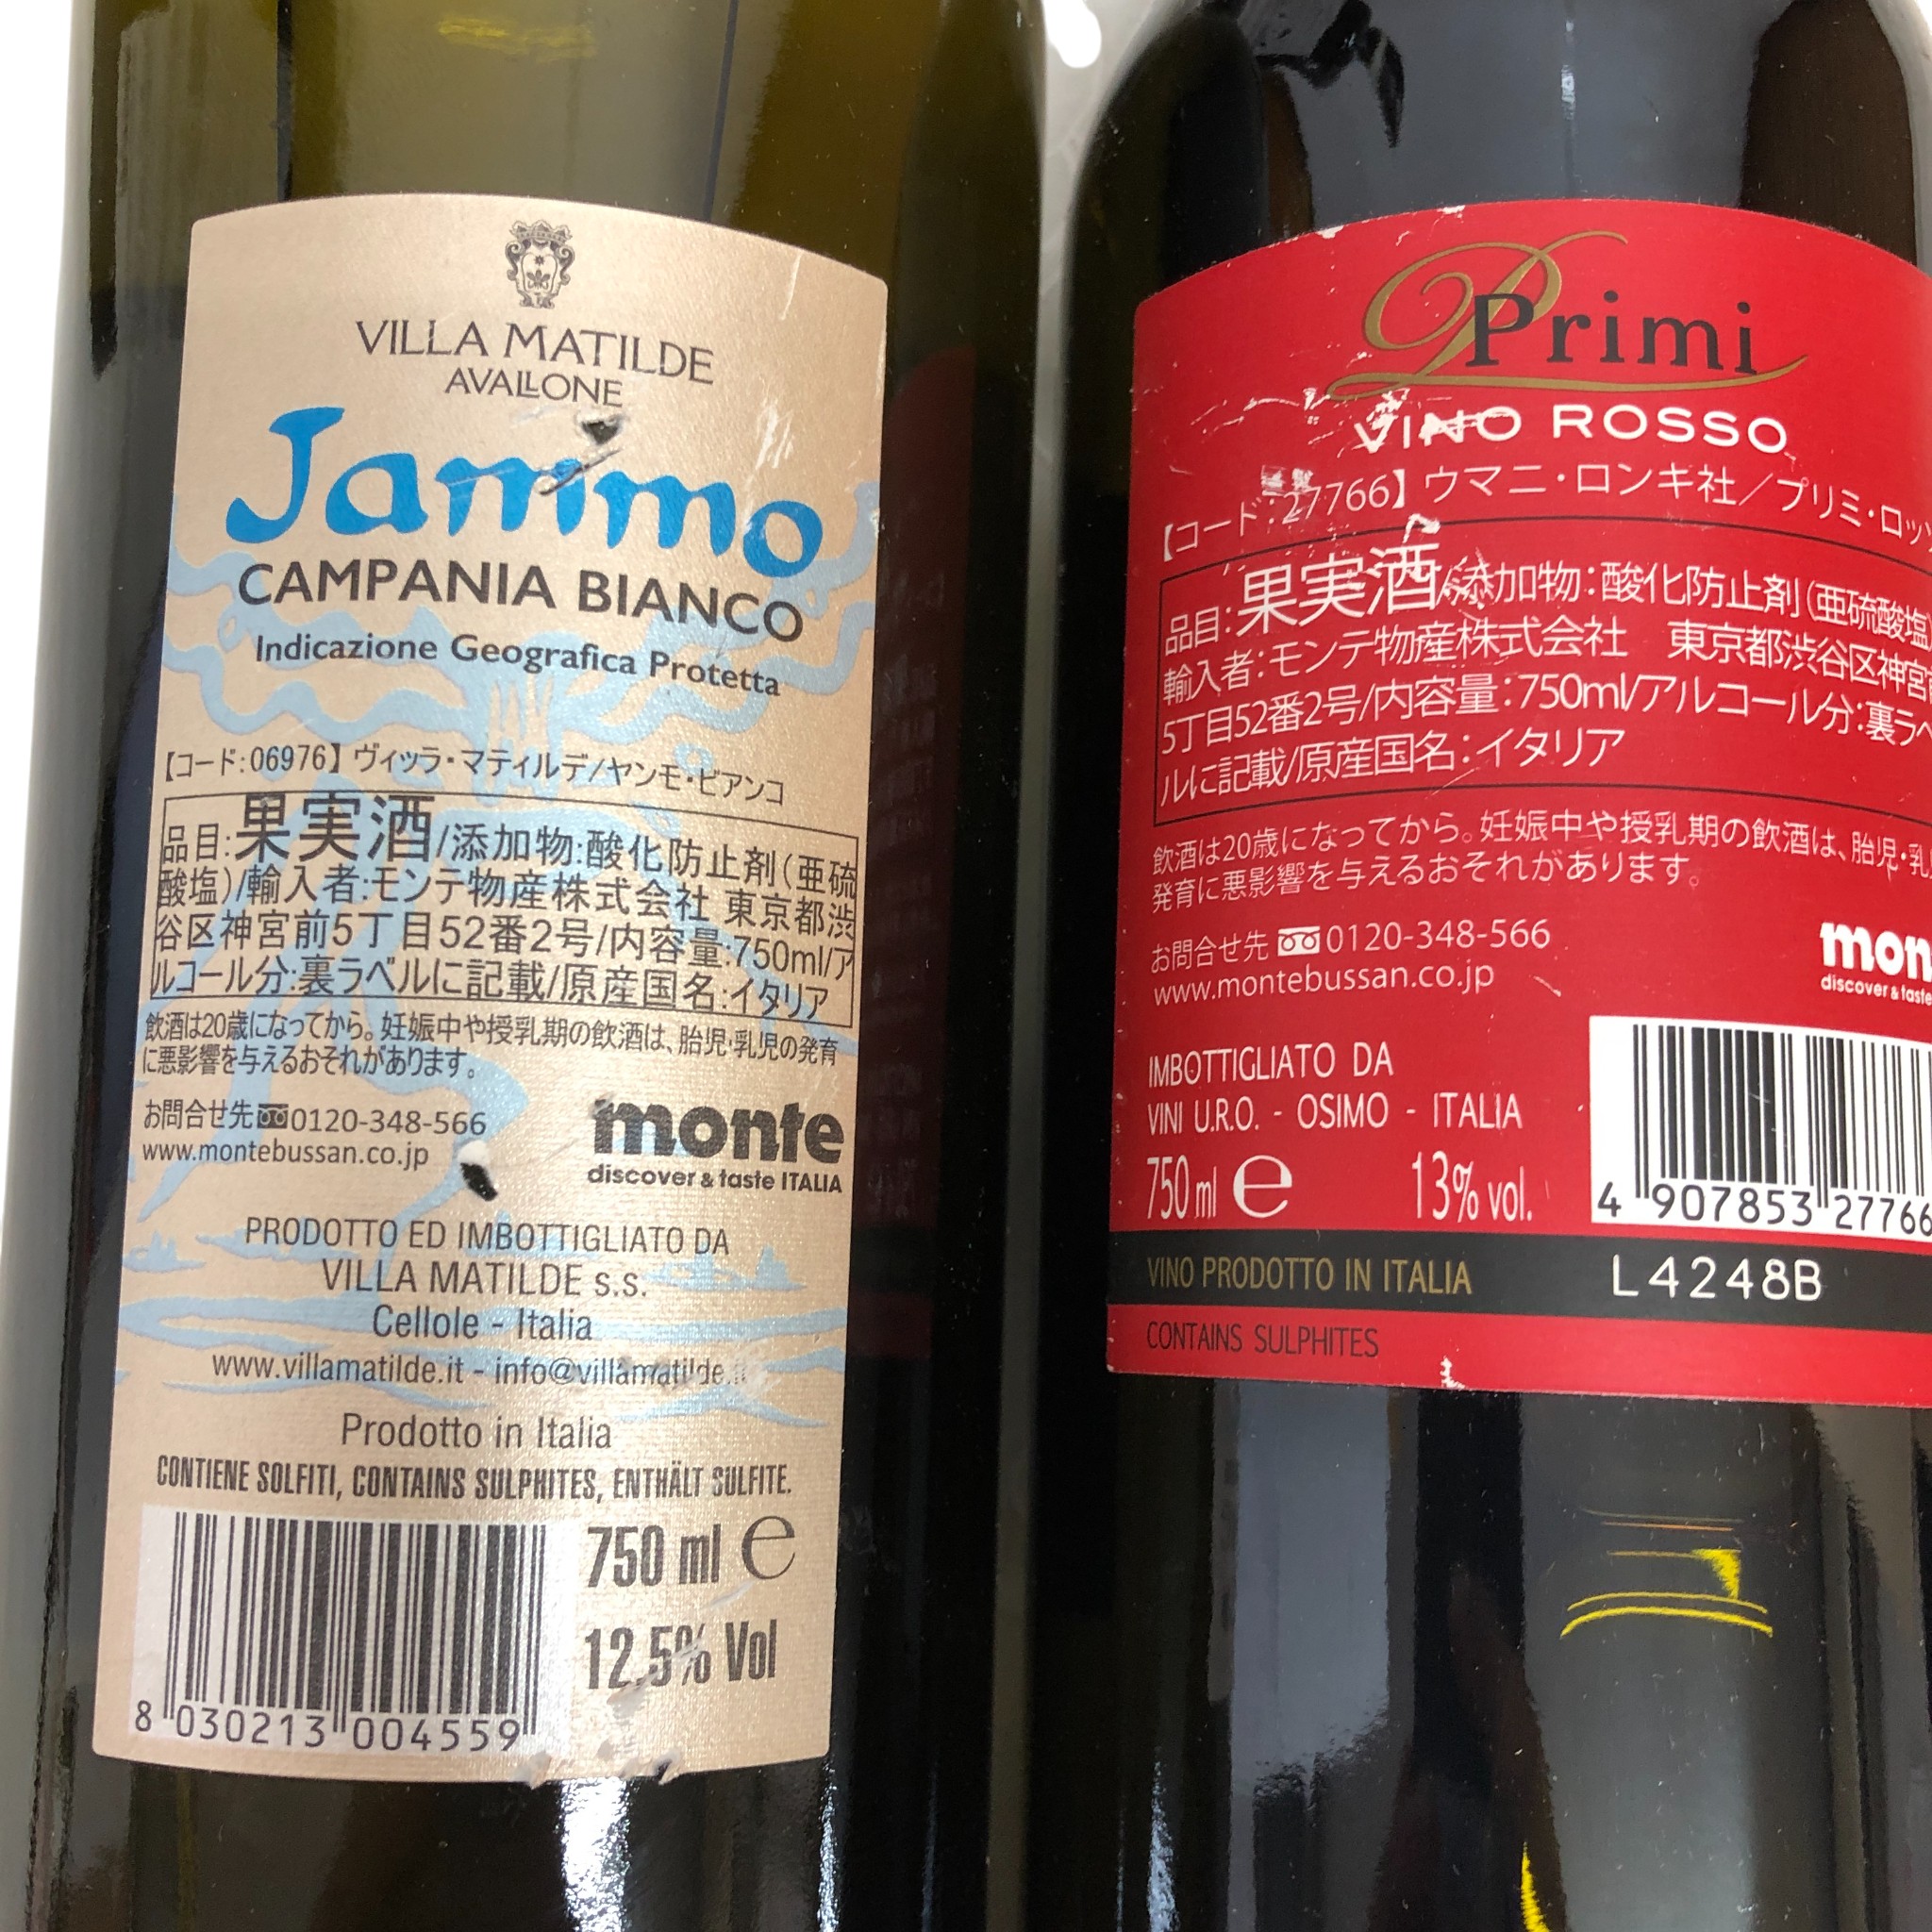 VILLA MATILDE
AVALLONE
Jammo
CAMPANIA BIANCO
Indicazione Geografica Protetta
【コード:06976】ヴィッラ・マティルデ/ヤンモ・ビアンコ
品目:果実酒/添加物:酸化防止剤(亜硫
酸塩)/輸入者:モンテ物産株式会社 東京都渋
谷区神宮前5丁目52番2号/内容量:750ml/ア
ルコール分:裏ラベルに記載/原産国名:イタリア
飲酒は20歳になってから。妊娠中や授乳期の飲酒は、胎児・乳児の発育
に悪影響を与えるおそれがあります。
お問合せ先 0120-348-566
www.montebussan.co.jp
monte
discover & taste ITALIA
PRODOTTO ED IMBOTTIGLIATO DA
VILLA MATILDE s.s.
Cellole - Italia
www.villamatilde.it - info@villamatilde.it
Prodotto in Italia
CONTIENE SOLFITI, CONTAINS SULPHITES, ENTHÄLT SULFITE.
750 ml e
12,5% Vol
8 030213 004559
Primi
VINO ROSSO
【コード:27766】ウマニ・ロンキ社/プリミ・ロッ
品目:果実酒/添加物:酸化防止剤(亜硫酸塩)
輸入者:モンテ物産株式会社 東京都渋谷区神宮前
5丁目52番2号/内容量:750ml/アルコール分:裏ラベ
ルに記載/原産国名:イタリア
飲酒は20歳になってから。妊娠中や授乳期の飲酒は、胎児・乳
発育に悪影響を与えるおそれがあります。
お問合せ先 0120-348-566
www.montebussan.co.jp
mon
discover & taste
IMBOTTIGLIATO DA
VINI U.R.O. - OSIMO - ITALIA
750 ml e 13% vol.
4 907853 27766
VINO PRODOTTO IN ITALIA L4248B
CONTAINS SULPHITES